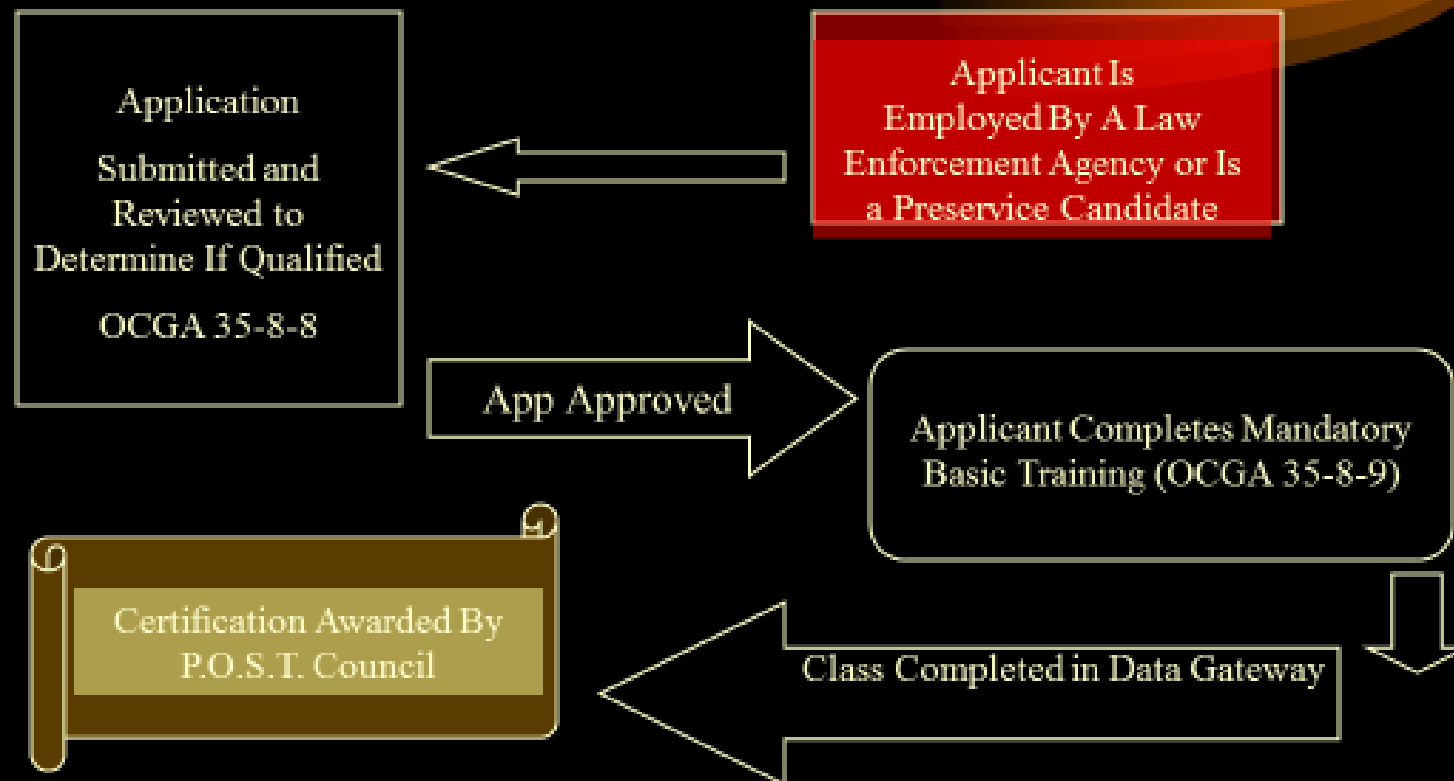 Applicant Is
Employed By A Law
Enforcement Agency or Is
a Preservice Candidate
Application
Submitted and
Reviewed to
Determine If Qualified
OCGA 35-8-8
App Approved
Applicant Completes Mandatory
Basic Training (OCGA 35-8-9)
Class Completed in Data Gateway
Certification Awarded By
P.O.S.T. Council